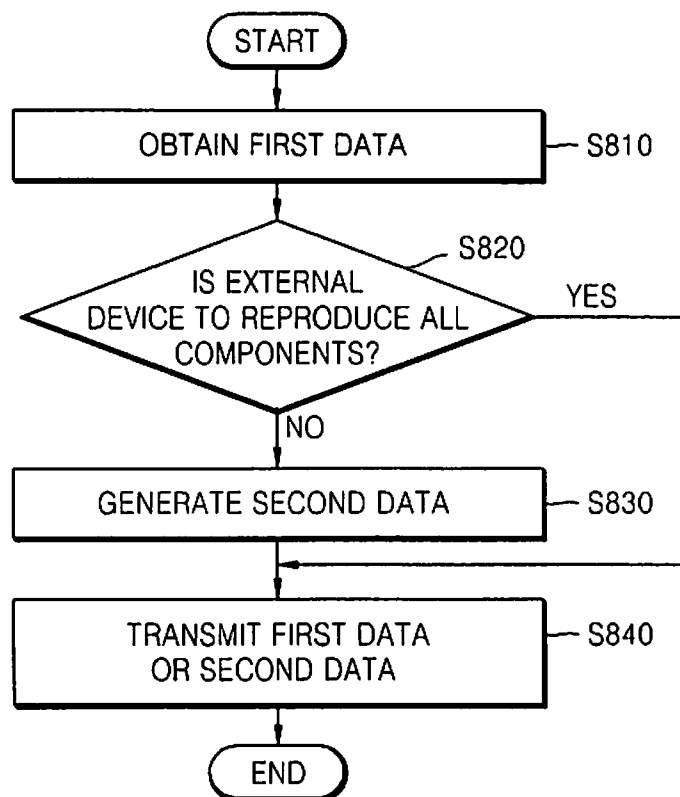 START
OBTAIN FIRST DATA
S810
S820
IS EXTERNAL
DEVICE TO REPRODUCE ALL
COMPONENTS?
YES
NO
GENERATE SECOND DATA
S830
TRANSMIT FIRST DATA
OR SECOND DATA
S840
END